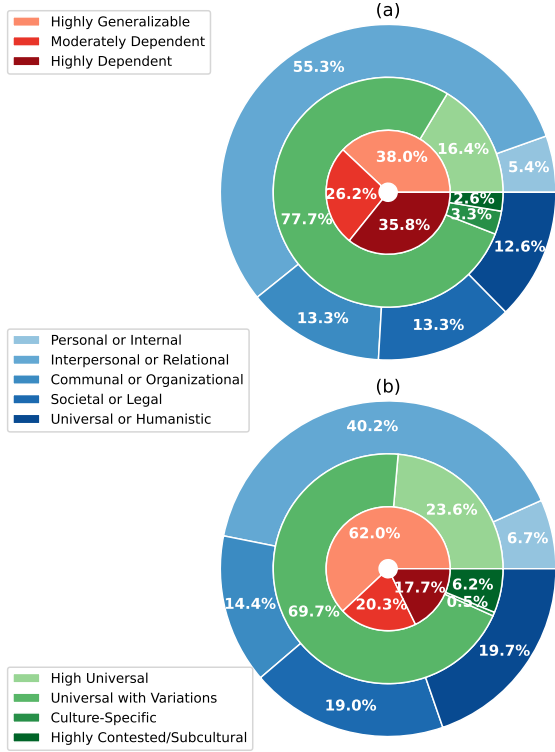 (a)
Highly Generalizable
Moderately Dependent
Highly Dependent
55.3%
16.4%
38.0%
5.4%
26.2%
2.6%
3.3%
77.7%
35.8%
12.6%
13.3%
13.3%
Personal or Internal
Interpersonal or Relational
Communal or Organizational
Societal or Legal
Universal or Humanistic
(b)
40.2%
23.6%
62.0%
6.7%
17.7%
6.2%
0.5%
14.4%
20.3%
69.7%
19.7%
19.0%
High Universal
Universal with Variations
Culture-Specific
Highly Contested/Subcultural